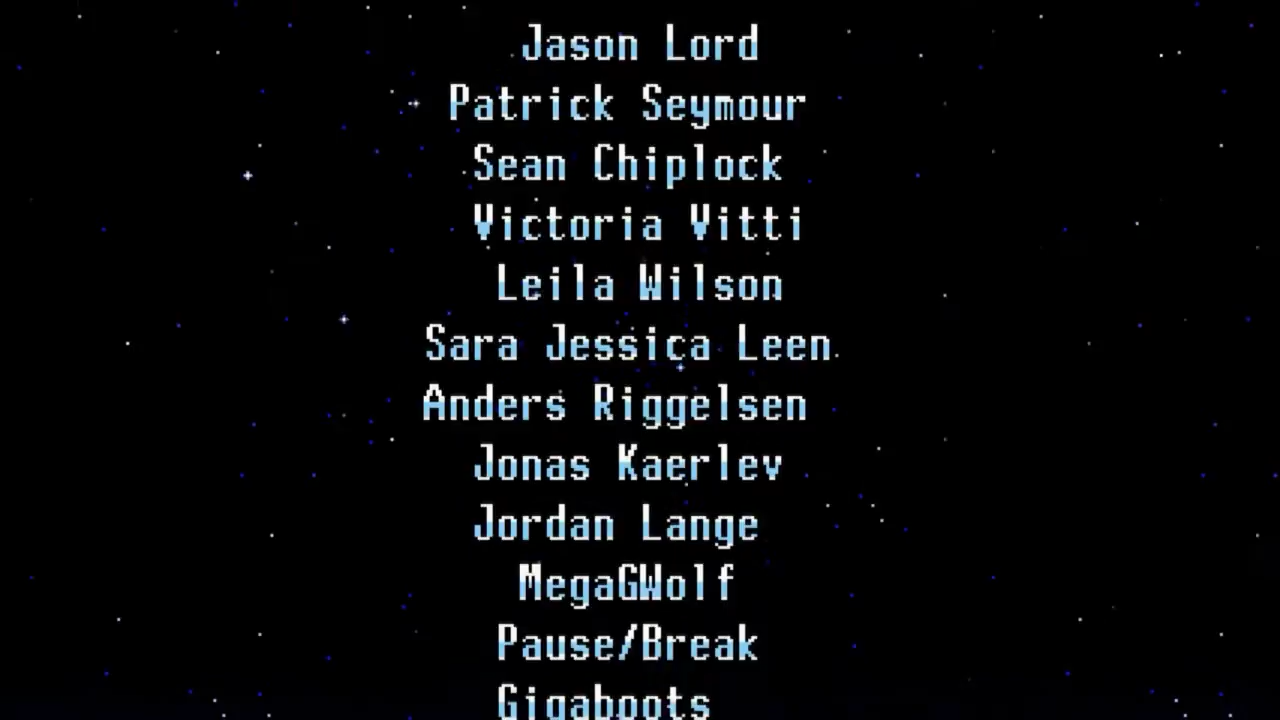 Jason Lord
Patrick Seymour
Sean Chiplock
Victoria Vitti
Leila Wilson
Sara Jessica Leen
Anders Riggelsen
Jonas Kaerlev
Jordan Lange
MegaGWolf
Pause/Break
Gigaboots